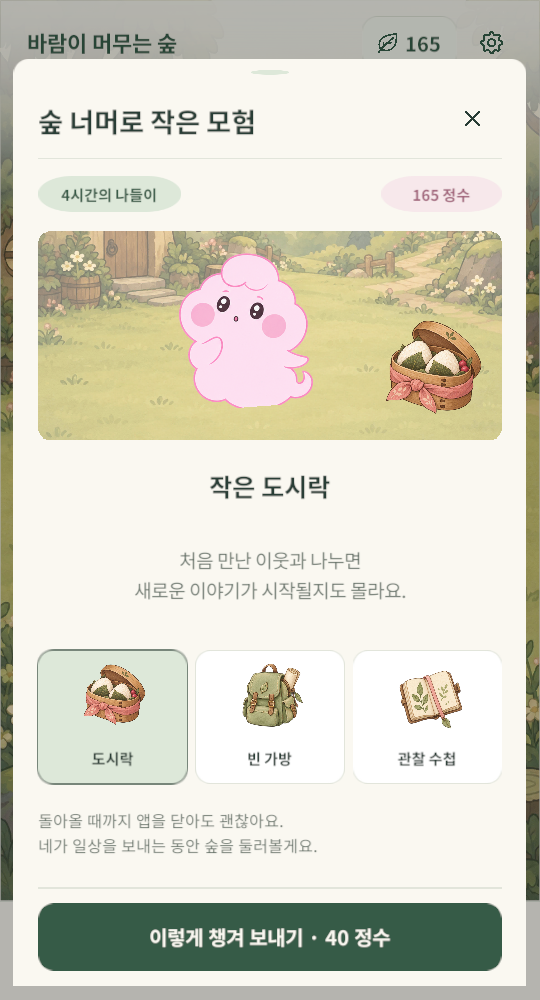 바람이 머무는 숲
165
숲 너머로 작은 모험
4시간의 나들이
165 정수
작은 도시락
처음 만난 이웃과 나누면
새로운 이야기가 시작될지도 몰라요.
도시락
빈 가방
관찰 수첩
돌아올 때까지 앱을 닫아도 괜찮아요.
네가 일상을 보내는 동안 숲을 둘러볼게요.
이렇게 챙겨 보내기 · 40 정수